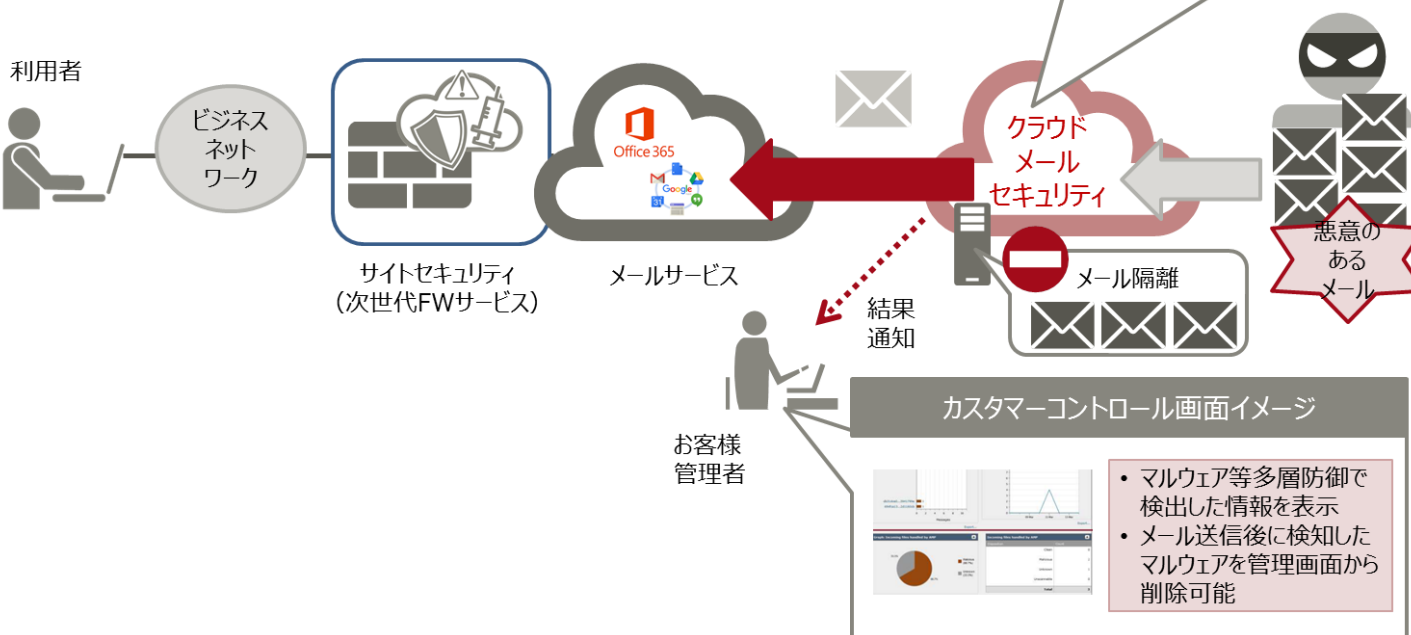 利用者
ビジネス
ネット
ワーク
サイトセキュリティ
（次世代FWサービス）
Office 365
Google
31
メールサービス
クラウド
メール
セキュリティ
悪意の
ある
メール
メール隔離
結果
通知
お客様
管理者
カスタマーコントロール画面イメージ
• マルウェア等多層防御で
検出した情報を表示
• メール送信後に検知した
マルウェアを管理画面から
削除可能